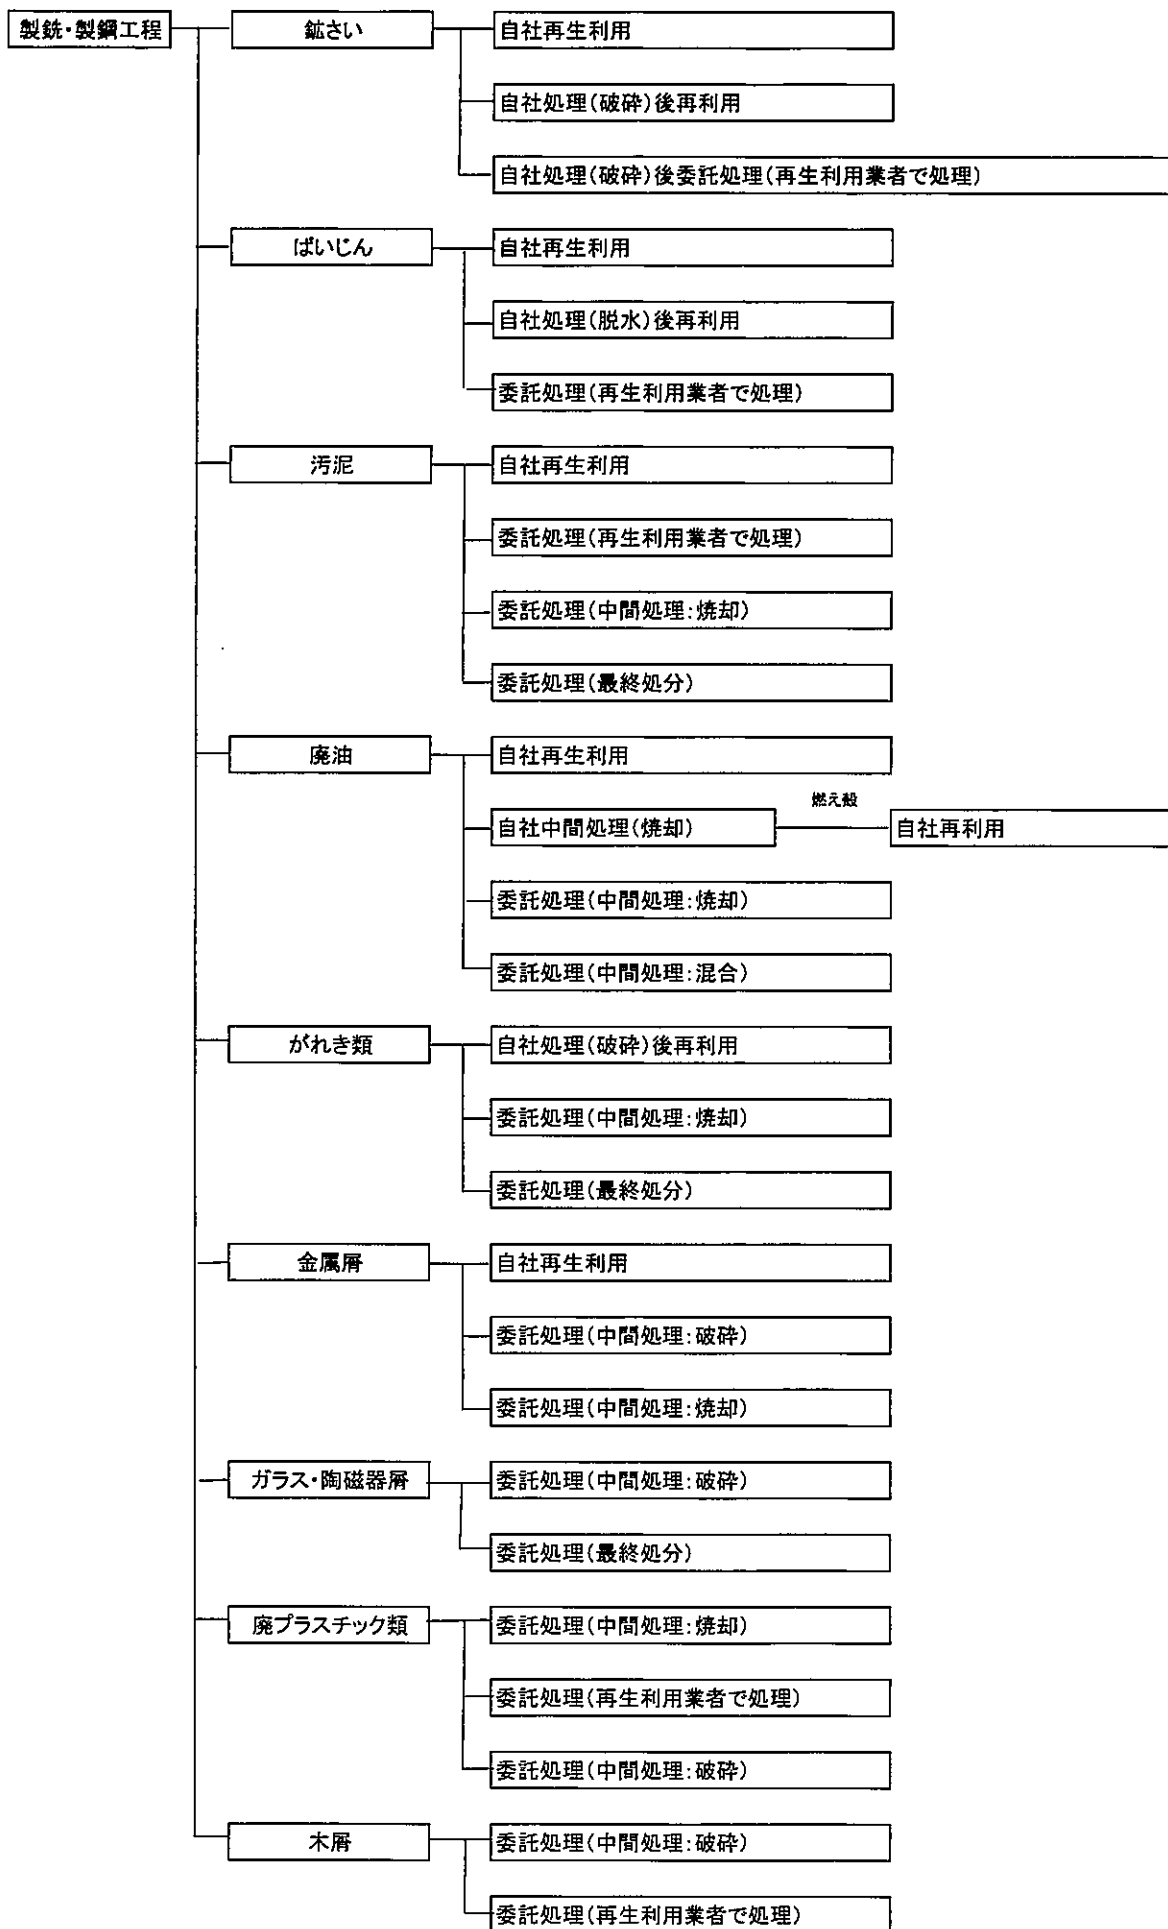 製銑・製鋼工程
鉱さい
自社再生利用
自社処理(破砕)後再利用
自社処理(破砕)後委託処理(再生利用業者で処理)
ばいじん
自社再生利用
自社処理(脱水)後再利用
委託処理(再生利用業者で処理)
汚泥
自社再生利用
委託処理(再生利用業者で処理)
委託処理(中間処理:焼却)
委託処理(最終処分)
廃油
自社再生利用
自社中間処理(焼却)
燃え殻
自社再利用
委託処理(中間処理:焼却)
委託処理(中間処理:混合)
がれき類
自社処理(破砕)後再利用
委託処理(中間処理:焼却)
委託処理(最終処分)
金属屑
自社再生利用
委託処理(中間処理:破砕)
委託処理(中間処理:焼却)
ガラス・陶磁器屑
委託処理(中間処理:破砕)
委託処理(最終処分)
廃プラスチック類
委託処理(中間処理:焼却)
委託処理(再生利用業者で処理)
委託処理(中間処理:破砕)
木屑
委託処理(中間処理:破砕)
委託処理(再生利用業者で処理)